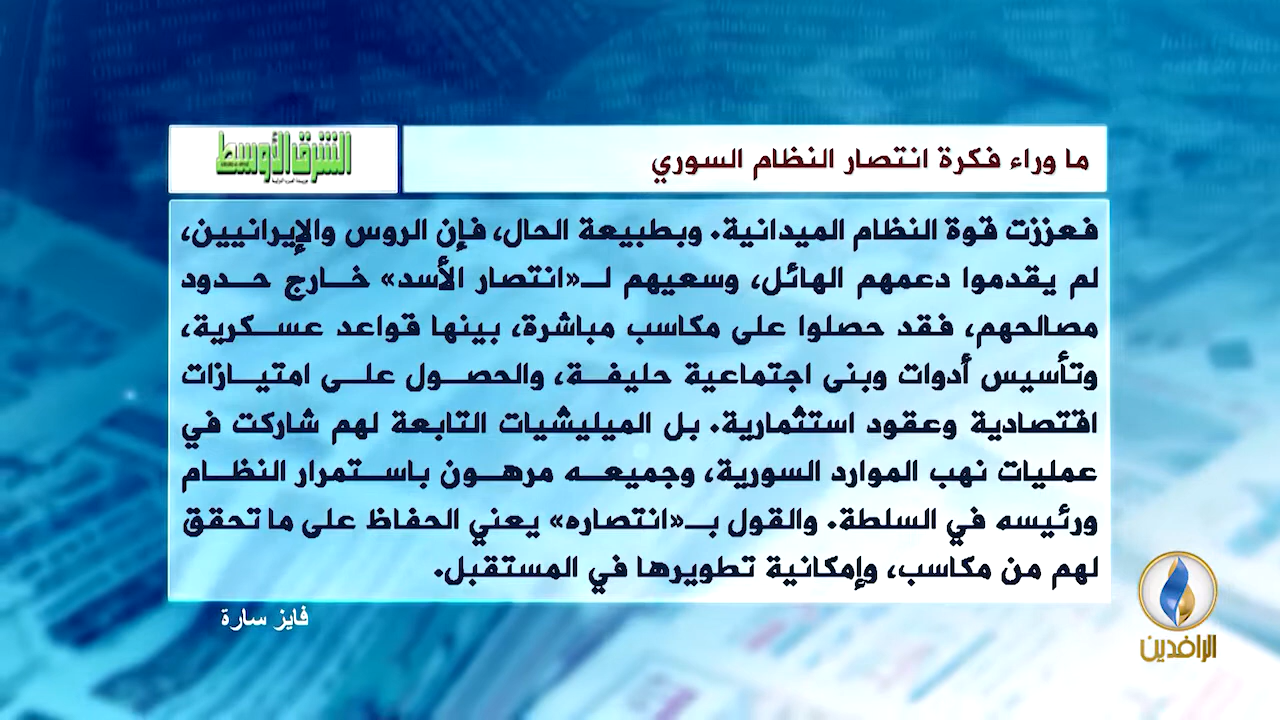 ما وراء فكرة انتصار النظام السوري
الشرق الأوسط
فعززت قوة النظام الميدانية. وبطبيعة الحال، فإن الروس والإيرانيين،
لم يقدموا دعمهم الهائل، وسعيهم لـ«انتصار الأسد» خارج حدود
مصالحهم، فقد حصلوا على مكاسب مباشرة، بينها قواعد عسكرية،
وتأسيس أدوات وبنى اجتماعية حليفة، والحصول على امتيازات
اقتصادية وعقود استثمارية. بل الميليشيات التابعة لهم شاركت في
عمليات نهب الموارد السورية، وجميعه مرهون باستمرار النظام
ورئيسه في السلطة. والقول بـ«انتصاره» يعني الحفاظ على ما تحقق
لهم من مكاسب، وإمكانية تطويرها في المستقبل.
فايز سارة
الرافدين